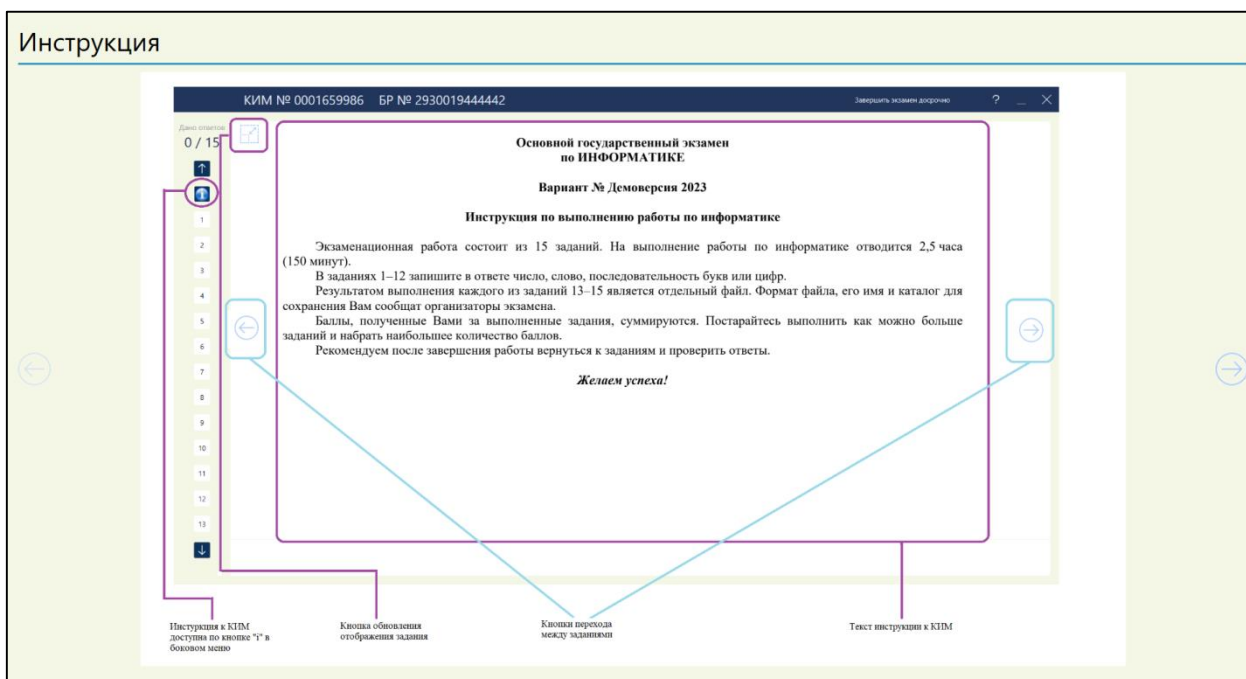 Инструкция
КИМ № 0001659986 БР № 2930019444442
Завершить экзамен досрочно ? _ X
Дано ответов
0 / 15
Основной государственный экзамен
по ИНФОРМАТИКЕ
Вариант № Демоверсия 2023
Инструкция по выполнению работы по информатике
Экзаменационная работа состоит из 15 заданий. На выполнение работы по информатике отводится 2,5 часа
(150 минут).
В заданиях 1–12 запишите в ответе число, слово, последовательность букв или цифр.
Результатом выполнения каждого из заданий 13–15 является отдельный файл. Формат файла, его имя и каталог для
сохранения Вам сообщат организаторы экзамена.
Баллы, полученные Вами за выполненные задания, суммируются. Постарайтесь выполнить как можно больше
заданий и набрать наибольшее количество баллов.
Рекомендуем после завершения работы вернуться к заданиям и проверить ответы.
Желаем успеха!
i
1
2
3
4
5
6
7
8
9
10
11
12
13
Инстуркция к КИМ
доступна по кнопке "i" в
боковом меню
Кнопка обновления
отображения задания
Кнопки перехода
между заданиями
Текст инструкции к КИМ